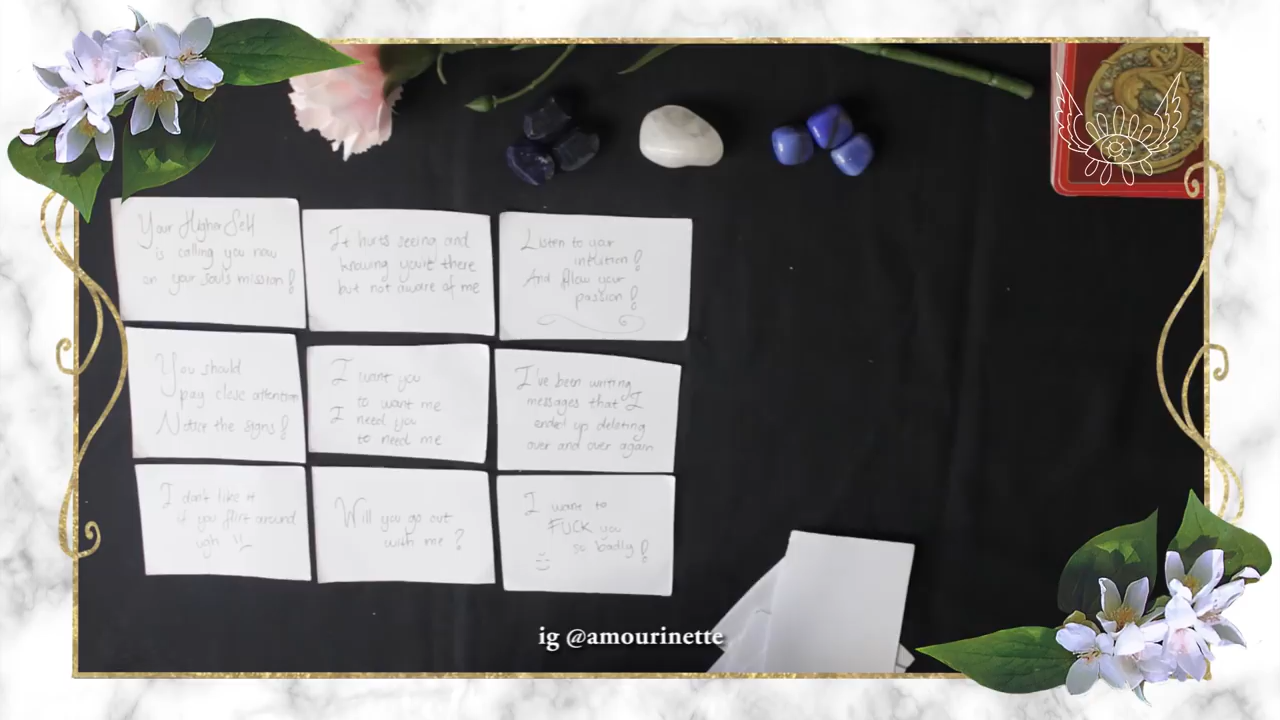 Your Higher Self
is calling you now
on your souls mission!
It hurts seeing and
knowing you're there
but not aware of me
Listen to your
intuition!
And follow your
passion!
You should
pay close attention
Notice the signs!
I want you
to want me
I need you
to need me
I've been writing
messages that I
ended up deleting
over and over again
I don't like it
if you flirt around
ugh
Will you go out
with me?
I want to
FUCK you
so badly!
ig @amourinette